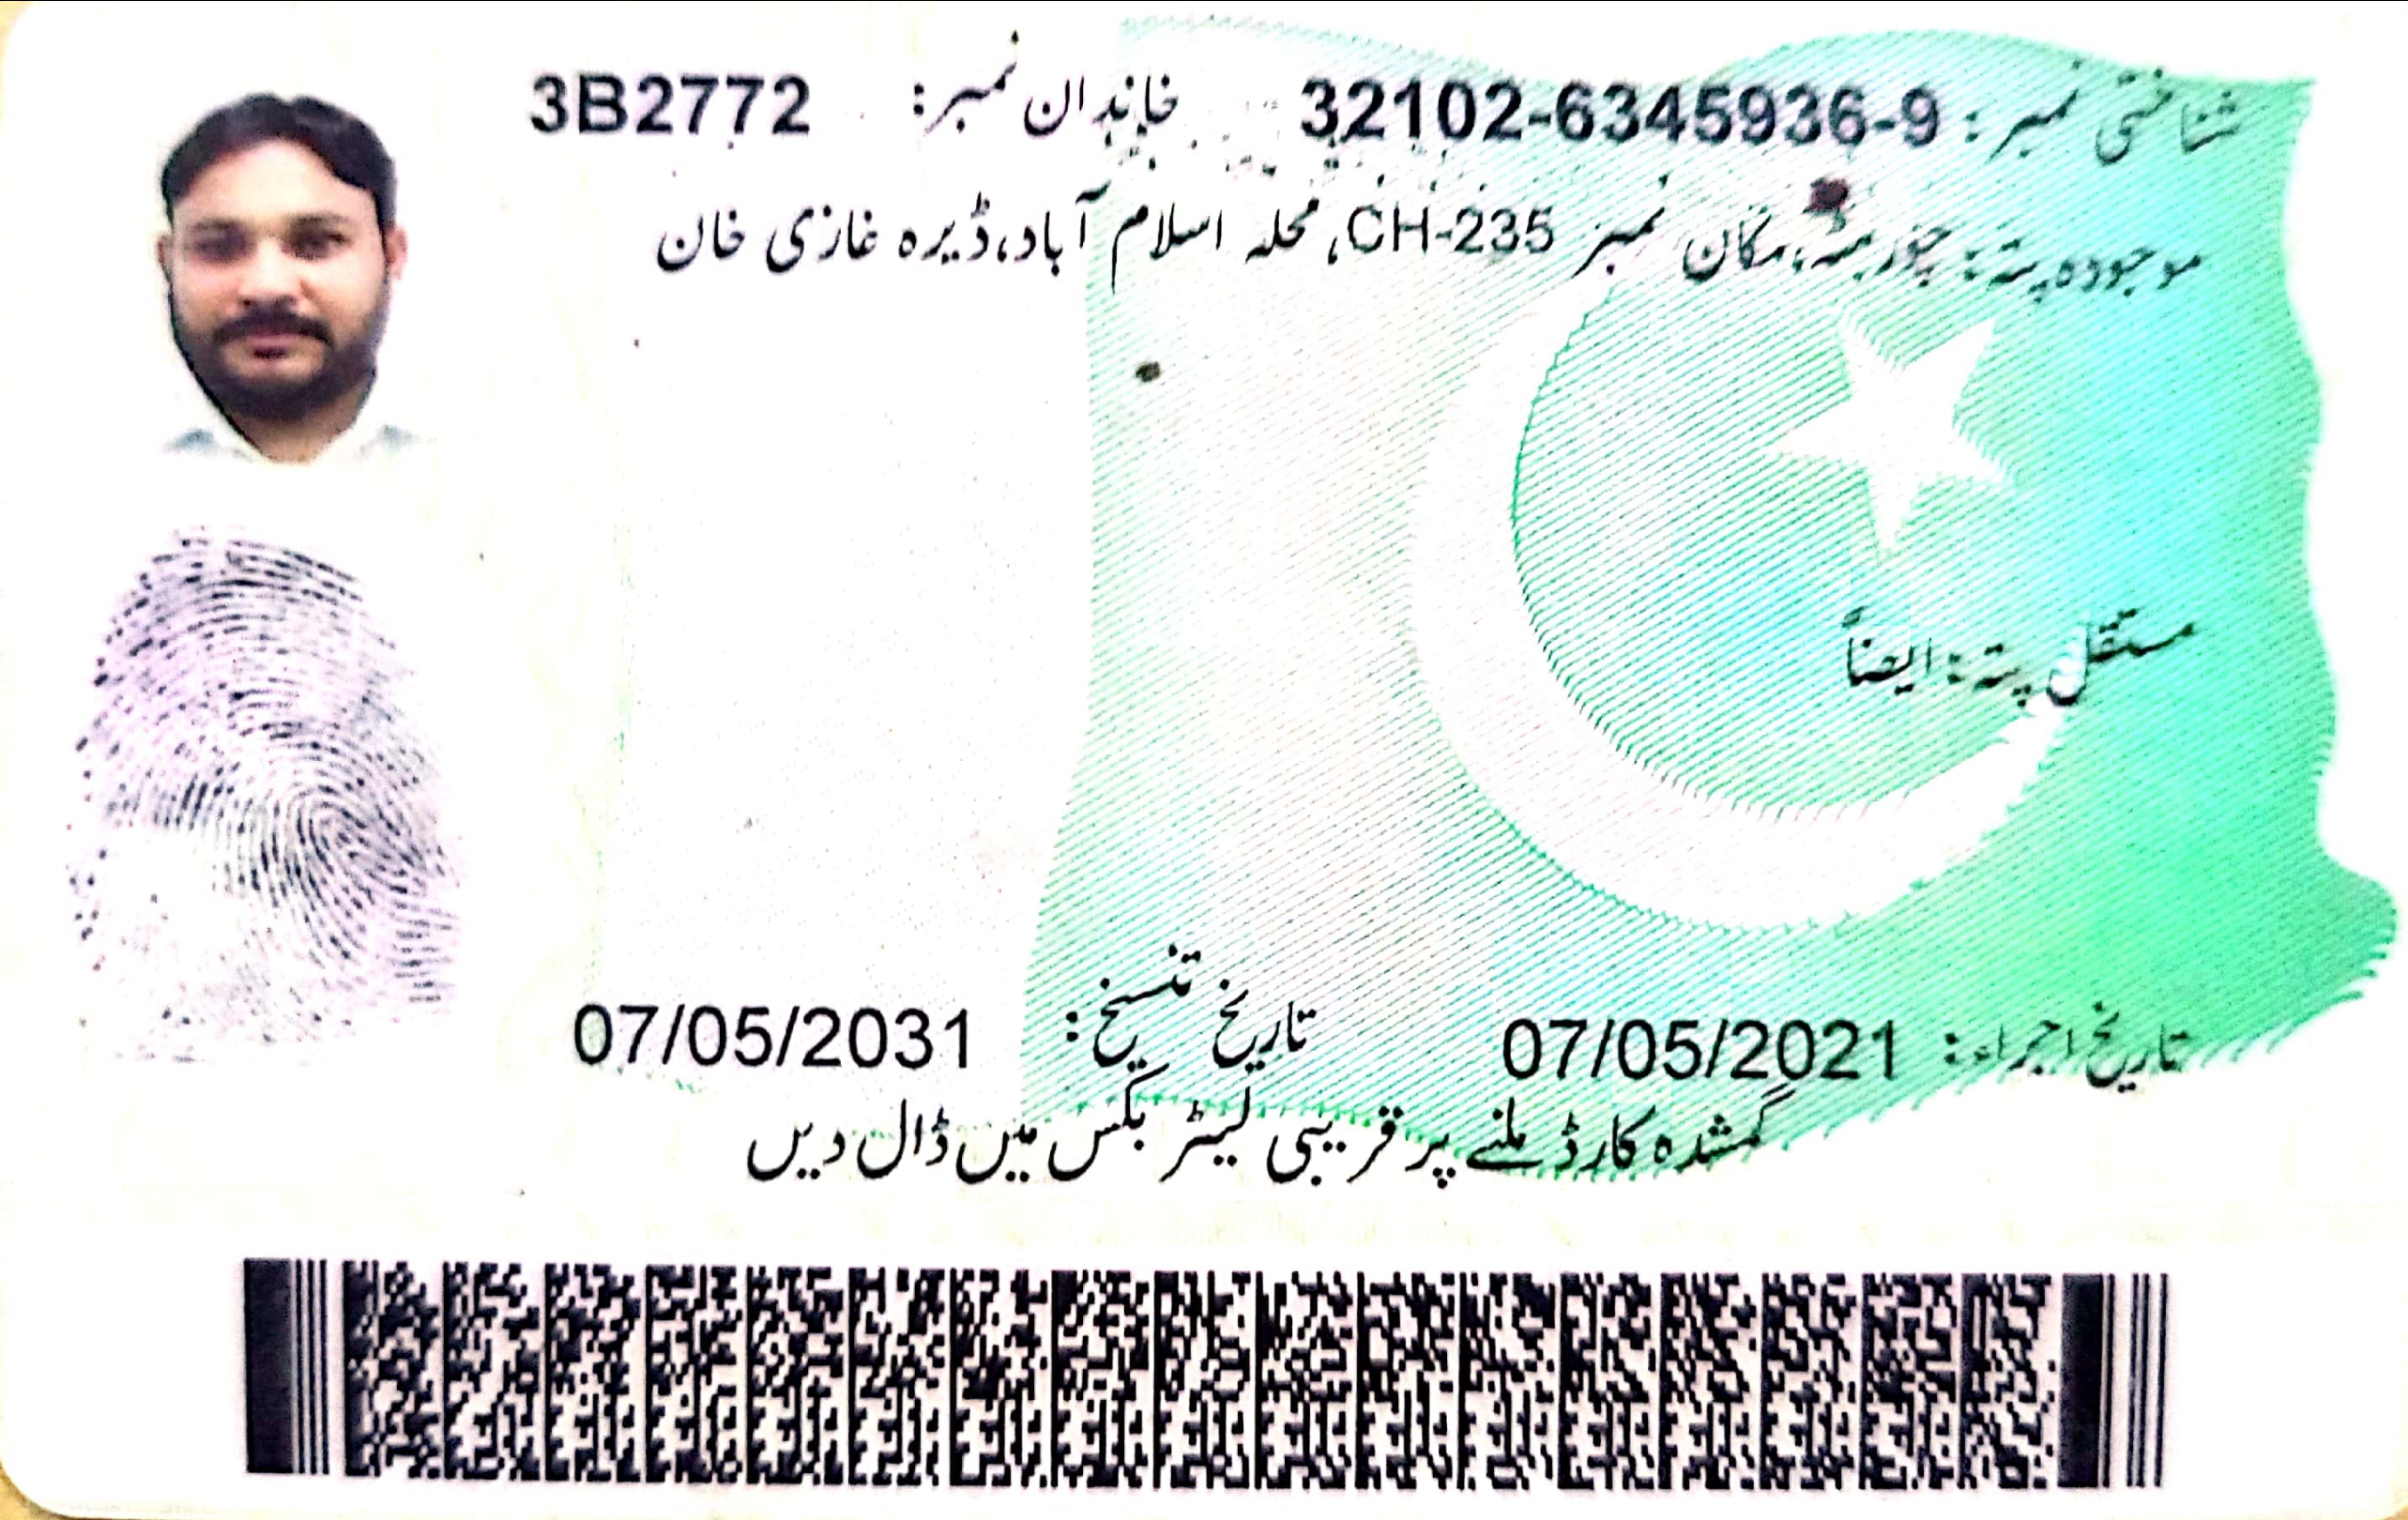 شناختی نمبر: 32102-6345936-9 خاندان نمبر: 3B2772
موجودہ پتہ: چورہٹہ، مکان نمبر CH-235، محلہ اسلام آباد، ڈیرہ غازی خان
مستقل پتہ: ایضاً
تاریخ اجراء: 07/05/2021 تاریخ تنسیخ: 07/05/2031
گمشدہ کارڈ ملنے پر قریبی لیٹر بکس میں ڈال دیں